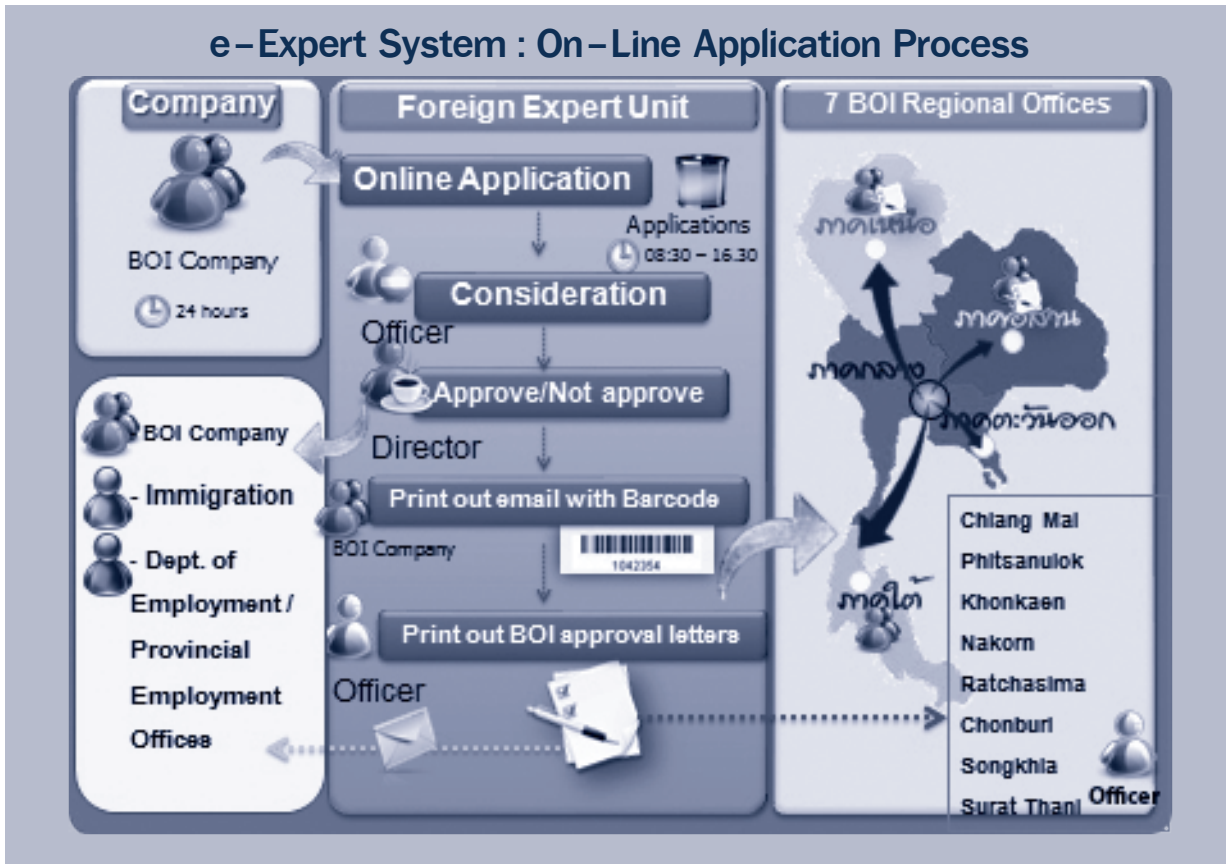 e-Expert System : On-Line Application Process
Company
BOI Company
24 hours
BOI Company
- Immigration
- Dept. of
Employment /
Provincial
Employment
Offices
Foreign Expert Unit
Online Application
Applications
08:30 - 16.30
Consideration
Officer
Approve/Not approve
Director
Print out email with Barcode
BOI Company
1042354
Print out BOI approval letters
Officer
7 BOI Regional Offices
ภาคเหนือ
ภาคอีสาน
ภาคกลาง
ภาคตะวันออก
ภาคใต้
Chiang Mai
Phitsanulok
Khonkaen
Nakorn
Ratchasima
Chonburi
Songkhla
Surat Thani
Officer